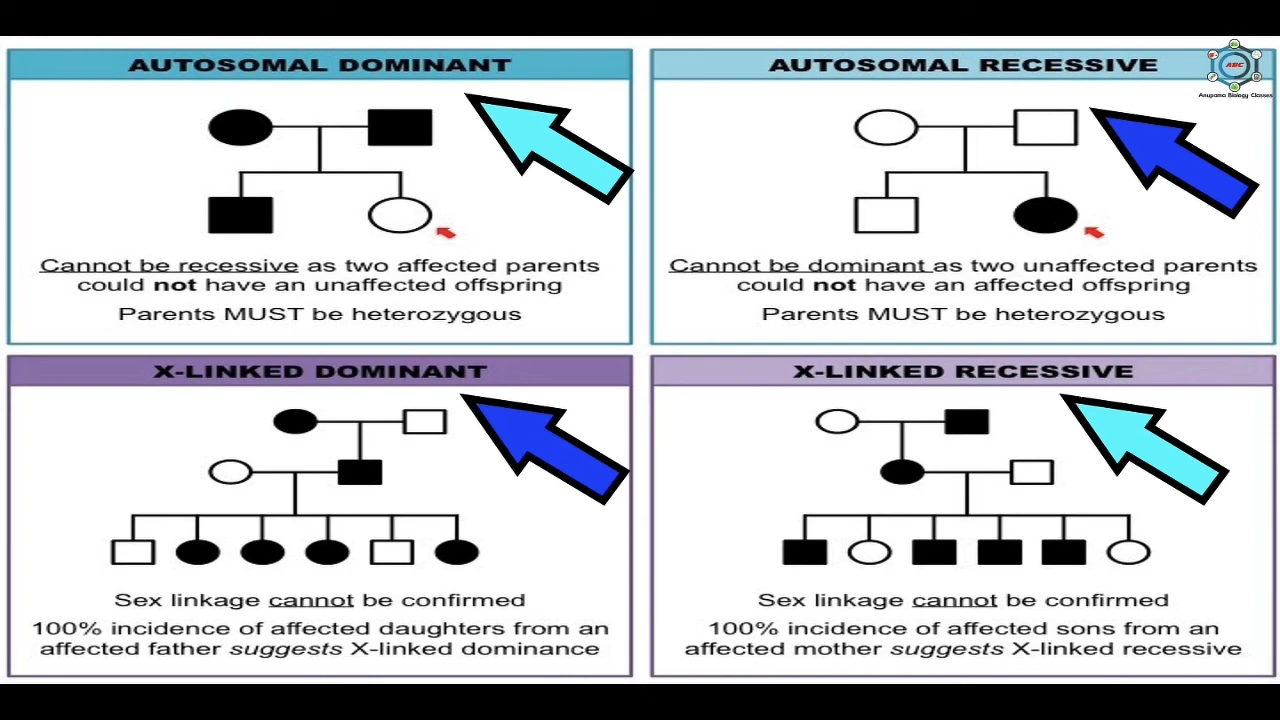 AUTOSOMAL DOMINANT
Cannot be recessive as two affected parents
could not have an unaffected offspring
Parents MUST be heterozygous
AUTOSOMAL RECESSIVE
ABC
Anupama Biology Classes
Cannot be dominant as two unaffected parents
could not have an affected offspring
Parents MUST be heterozygous
X-LINKED DOMINANT
Sex linkage cannot be confirmed
100% incidence of affected daughters from an
affected father suggests X-linked dominance
X-LINKED RECESSIVE
Sex linkage cannot be confirmed
100% incidence of affected sons from an
affected mother suggests X-linked recessive